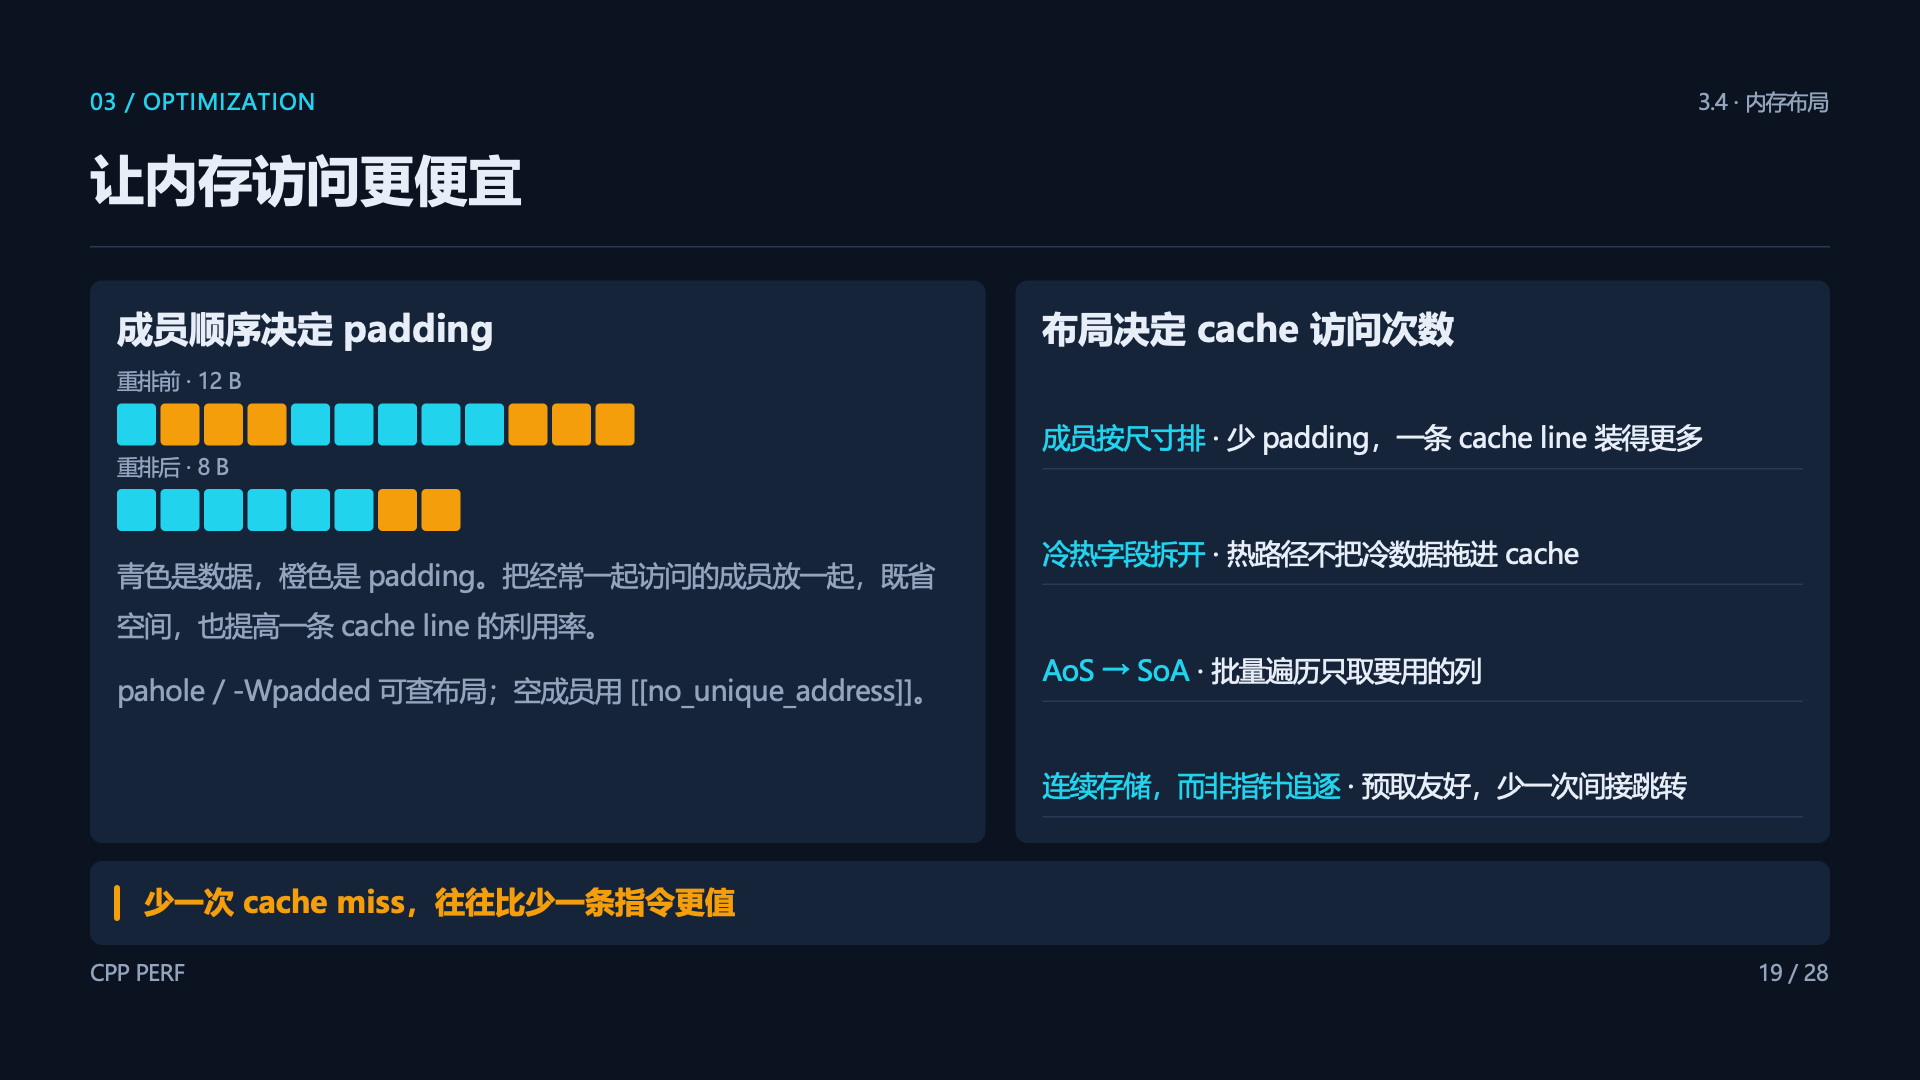 03 / OPTIMIZATION
3.4 · 内存布局
让内存访问更便宜
成员顺序决定 padding
重排前 · 12 B
重排后 · 8 B
青色是数据，橙色是 padding。把经常一起访问的成员放一起，既省
空间，也提高一条 cache line 的利用率。
pahole / -Wpadded 可查布局；空成员用 [[no_unique_address]]。
布局决定 cache 访问次数
成员按尺寸排 · 少 padding，一条 cache line 装得更多
冷热字段拆开 · 热路径不把冷数据拖进 cache
AoS → SoA · 批量遍历只取要用的列
连续存储，而非指针追逐 · 预取友好，少一次间接跳转
少一次 cache miss，往往比少一条指令更值
CPP PERF
19 / 28